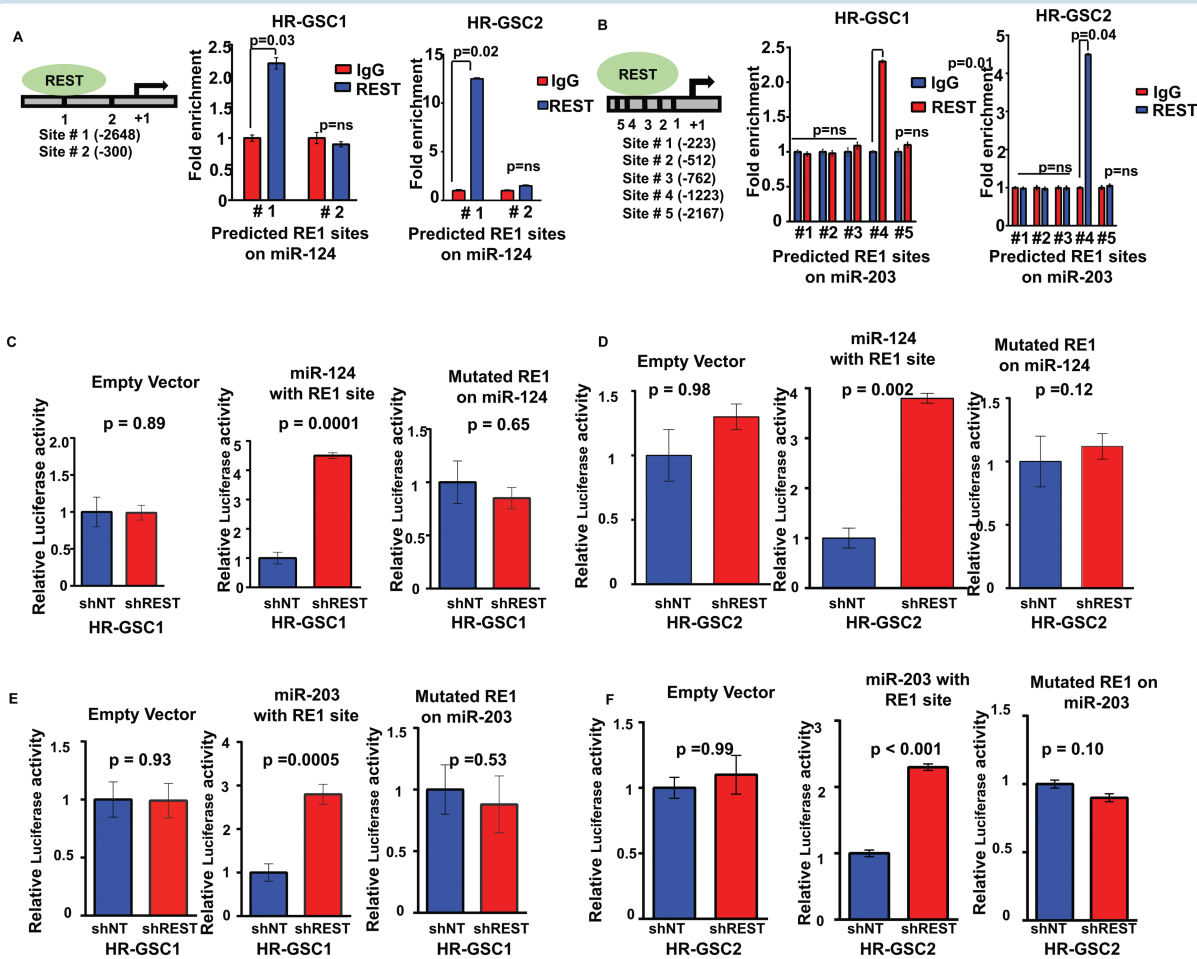 A
REST
1 2 +1
Site # 1 (-2648)
Site # 2 (-300)
HR-GSC1
Fold enrichment
2.5
2.0
1.5
1.0
0.5
0
p=0.03
IgG
REST
p=ns
# 1 # 2
Predicted RE1 sites
on miR-124
HR-GSC2
Fold enrichment
15
10
5
0
p=0.02
IgG
REST
p=ns
# 1 # 2
Predicted RE1 sites
on miR-124
B
REST
5 4 3 2 1 +1
Site # 1 (-223)
Site # 2 (-512)
Site # 3 (-762)
Site # 4 (-1223)
Site # 5 (-2167)
HR-GSC1
Fold enrichment
2.5
2.0
1.5
1.0
0.5
0
p=0.01
IgG
REST
p=ns
p=ns
#1 #2 #3 #4 #5
Predicted RE1 sites
on miR-203
HR-GSC2
Fold enrichment
5
4
3
2
1
0
p=0.04
IgG
REST
p=ns
p=ns
#1 #2 #3 #4 #5
Predicted RE1 sites
on miR-203
C
Empty Vector
Relative Luciferase activity
2.0
1.5
1
0.5
0
p = 0.89
shNT shREST
HR-GSC1
miR-124
with RE1 site
Relative Luciferase activity
5
4
3
2
1
0
p = 0.0001
shNT shREST
HR-GSC1
Mutated RE1
on miR-124
Relative Luciferase activity
1.5
1
0.5
0
p = 0.65
shNT shREST
HR-GSC1
D
Empty Vector
Relative Luciferase activity
1.5
1
0.5
0
p = 0.98
shNT shREST
HR-GSC2
miR-124
with RE1 site
Relative Luciferase activity
4
3
2
1
0
p = 0.002
shNT shREST
HR-GSC2
Mutated RE1
on miR-124
Relative Luciferase activity
1.5
1
0.5
0
p =0.12
shNT shREST
HR-GSC2
E
Empty Vector
Relative Luciferase activity
1.5
1
0.5
0
p = 0.93
shNT shREST
HR-GSC1
miR-203
with RE1 site
Relative Luciferase activity
4
3
2
1
0
p =0.0005
shNT shREST
HR-GSC1
Mutated RE1
on miR-203
Relative Luciferase activity
1.5
1
0.5
0
p =0.53
shNT shREST
HR-GSC1
F
Empty Vector
Relative Luciferase activity
1.5
1
0.5
0
p =0.99
shNT shREST
HR-GSC2
miR-203 with
RE1 site
Relative Luciferase activity
3
2
1
0
p < 0.001
shNT shREST
HR-GSC2
Mutated RE1 on
miR-203
Relative Luciferase activity
1.5
1
0.5
0
p = 0.10
shNT shREST
HR-GSC2